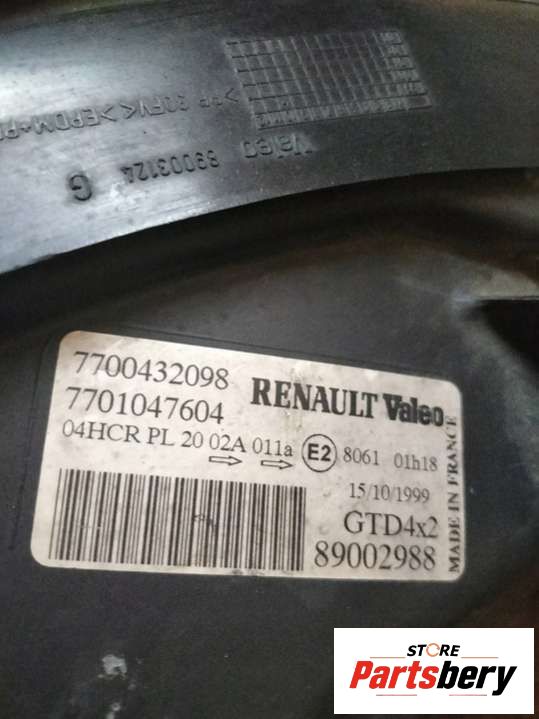 Valeo
89003124 G
7700432098
7701047604
RENAULT Valeo
04HCR PL 20 02A 011a E2 8061 01h18
15/10/1999
GTD4x2
89002988
MADE IN FRANCE
STORE
Partsbery